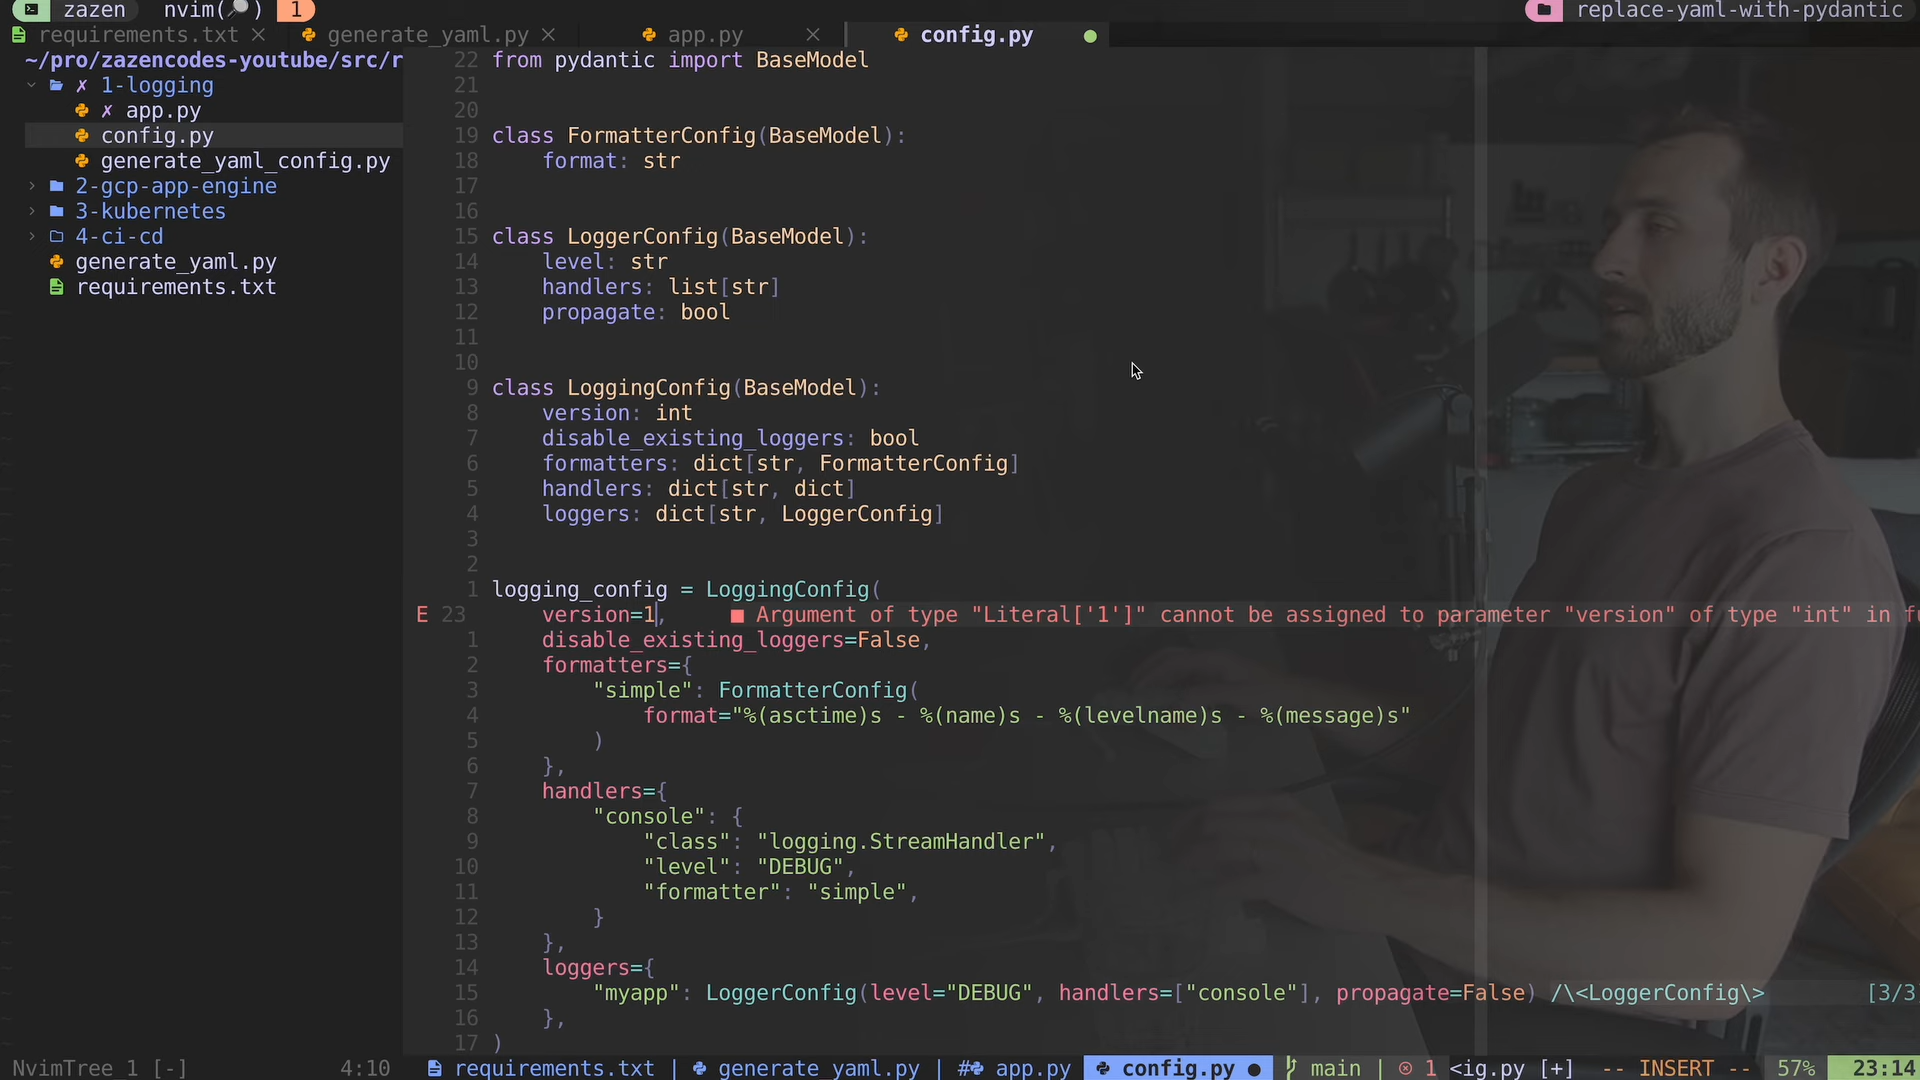 zazen nvim( ) 1 replace-yaml-with-pydantic
requirements.txt × generate_yaml.py × app.py × config.py
~/pro/zazencodes-youtube/src/r
1-logging
app.py
config.py
generate_yaml_config.py
2-gcp-app-engine
3-kubernetes
4-ci-cd
generate_yaml.py
requirements.txt
22 from pydantic import BaseModel
21
20
19 class FormatterConfig(BaseModel):
18     format: str
17
16
15 class LoggerConfig(BaseModel):
14     level: str
13     handlers: list[str]
12     propagate: bool
11
10
9 class LoggingConfig(BaseModel):
8     version: int
7     disable_existing_loggers: bool
6     formatters: dict[str, FormatterConfig]
5     handlers: dict[str, dict]
4     loggers: dict[str, LoggerConfig]
3
2
1 logging_config = LoggingConfig(
E 23     version=1, ■ Argument of type "Literal['1']" cannot be assigned to parameter "version" of type "int" in fu
1     disable_existing_loggers=False,
2     formatters={
3         "simple": FormatterConfig(
4             format="%(asctime)s - %(name)s - %(levelname)s - %(message)s"
5         )
6     },
7     handlers={
8         "console": {
9             "class": "logging.StreamHandler",
10             "level": "DEBUG",
11             "formatter": "simple",
12         }
13     },
14     loggers={
15         "myapp": LoggerConfig(level="DEBUG", handlers=["console"], propagate=False) /\<LoggerConfig\> [3/3
16     },
17 )
NvimTree 1 [-] 4:10 requirements.txt | generate_yaml.py | # app.py config.py ● main | 1 <ig.py [+] -- INSERT -- 57% 23:14